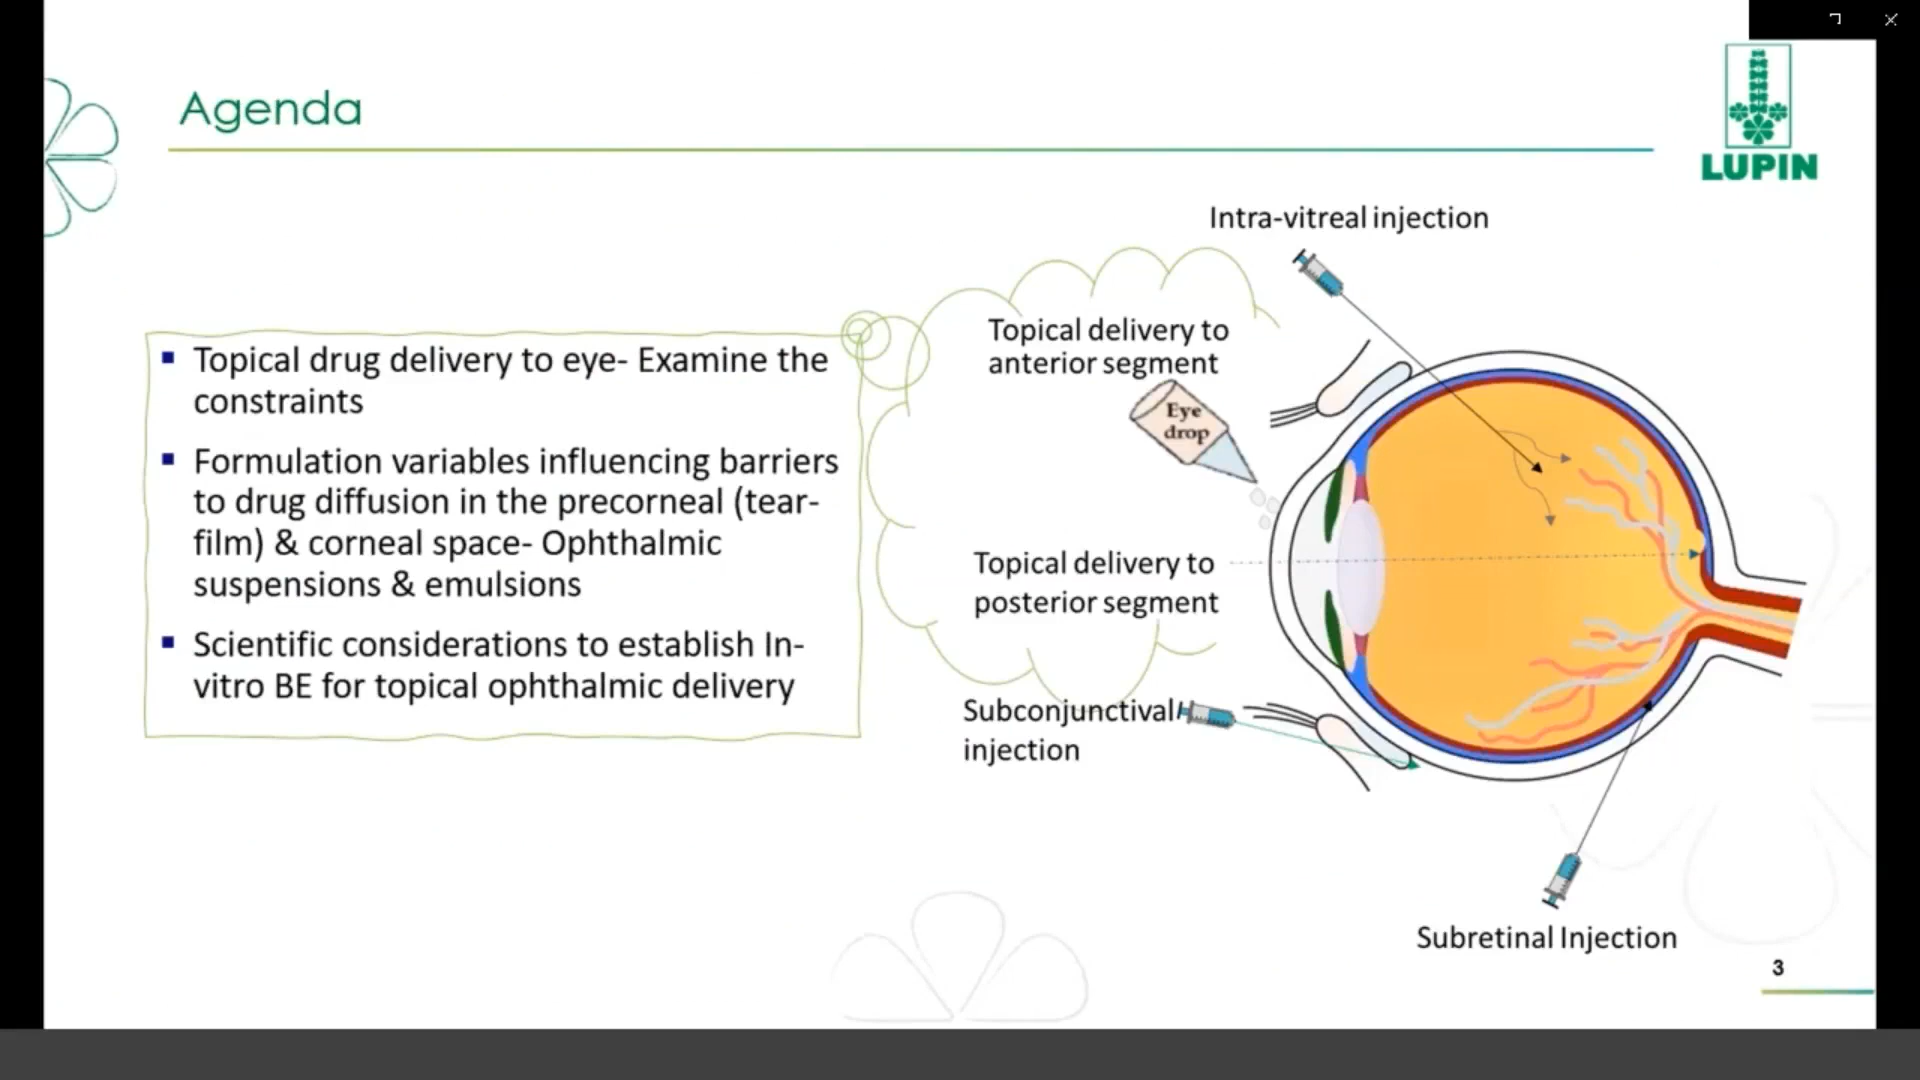 Agenda
LUPIN
Topical drug delivery to eye- Examine the
constraints
Formulation variables influencing barriers
to drug diffusion in the precorneal (tear-
film) & corneal space- Ophthalmic
suspensions & emulsions
Scientific considerations to establish In-
vitro BE for topical ophthalmic delivery
Intra-vitreal injection
Topical delivery to
anterior segment
Eye
drop
Topical delivery to
posterior segment
Subconjunctival
injection
Subretinal Injection
3